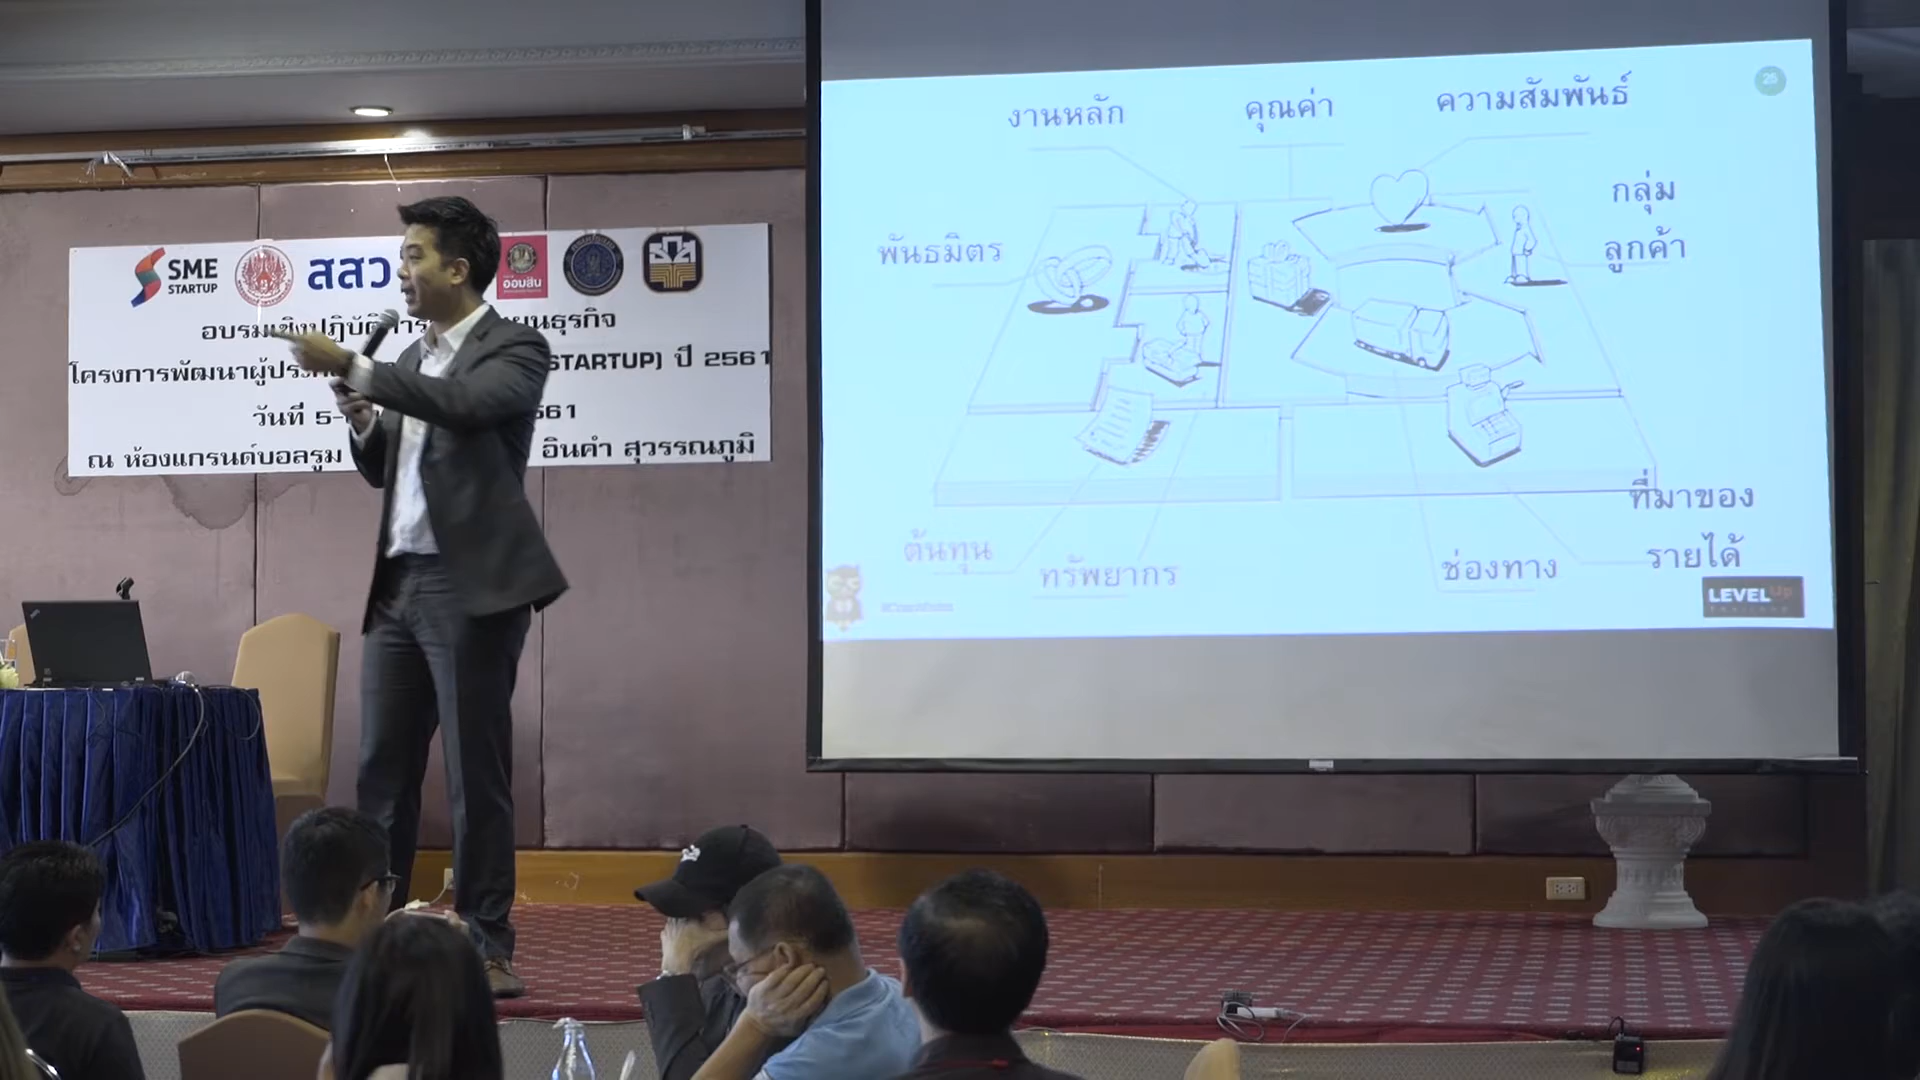 SME
STARTUP
สสว
ออมสิน
ธกส
อบรมเชิงปฏิบัติการ ผนธุรกิจ
โครงการพัฒนาผู้ประ STARTUP) ปี 2561
วันที่ 5- 561
ณ ห้องแกรนด์บอลรูม อินคำ สุวรรณภูมิ
25
งานหลัก
คุณค่า
ความสัมพันธ์
กลุ่ม
ลูกค้า
พันธมิตร
ที่มาของ
รายได้
ต้นทุน
ทรัพยากร
ช่องทาง
LEVEL Up